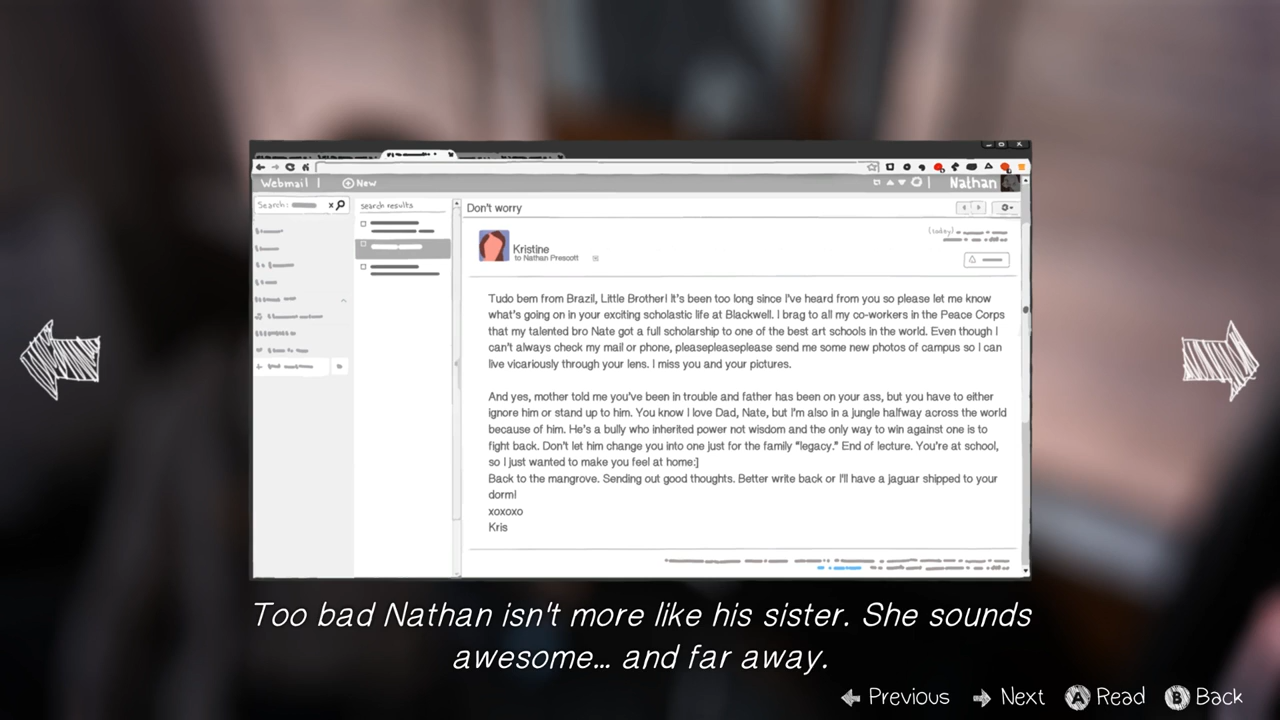 Webmail |
New
Nathan
Search:
x
search results
Don't worry
(today)
Kristine
to Nathan Prescott
Tudo bem from Brazil, Little Brother! It's been too long since I've heard from you so please let me know
what's going on in your exciting scholastic life at Blackwell. I brag to all my co-workers in the Peace Corps
that my talented bro Nate got a full scholarship to one of the best art schools in the world. Even though I
can't always check my mail or phone, pleasepleaseplease send me some new photos of campus so I can
live vicariously through your lens. I miss you and your pictures.
And yes, mother told me you've been in trouble and father has been on your ass, but you have to either
ignore him or stand up to him. You know I love Dad, Nate, but I'm also in a jungle halfway across the world
because of him. He's a bully who inherited power not wisdom and the only way to win against one is to
fight back. Don't let him change you into one just for the family "legacy." End of lecture. You're at school,
so I just wanted to make you feel at home:]
Back to the mangrove. Sending out good thoughts. Better write back or I'll have a jaguar shipped to your
dorm!
xoxoxo
Kris
Too bad Nathan isn't more like his sister. She sounds
awesome... and far away.
Previous Next A Read B Back